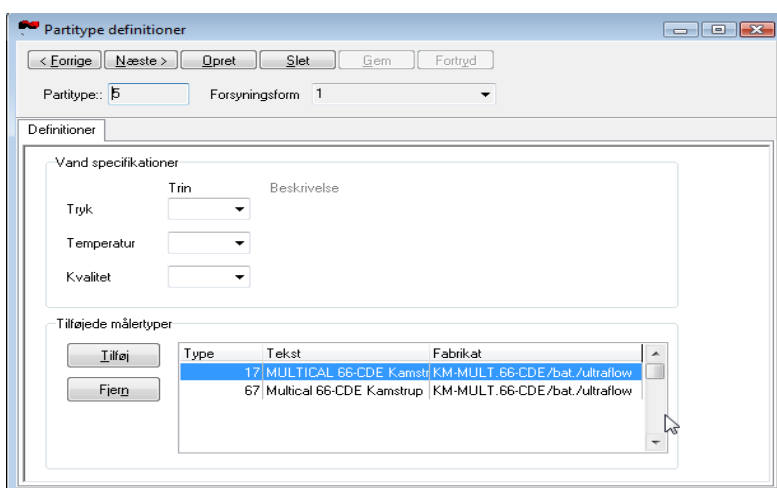 Partitype definitioner
< Forrige Næste > Opret Slet Gem Fortryd
Partitype:: 5 Forsyningsform 1
Definitioner
Vand specifikationer
Trin Beskrivelse
Tryk
Temperatur
Kvalitet
Tilføjede målertyper
Tilføj Type Tekst Fabrikat
17 MULTICAL 66-CDE Kamstr KM-MULT.66-CDE/bat./ultraflow
Fjern 67 Multical 66-CDE Kamstrup KM-MULT.66-CDE/bat./ultraflow